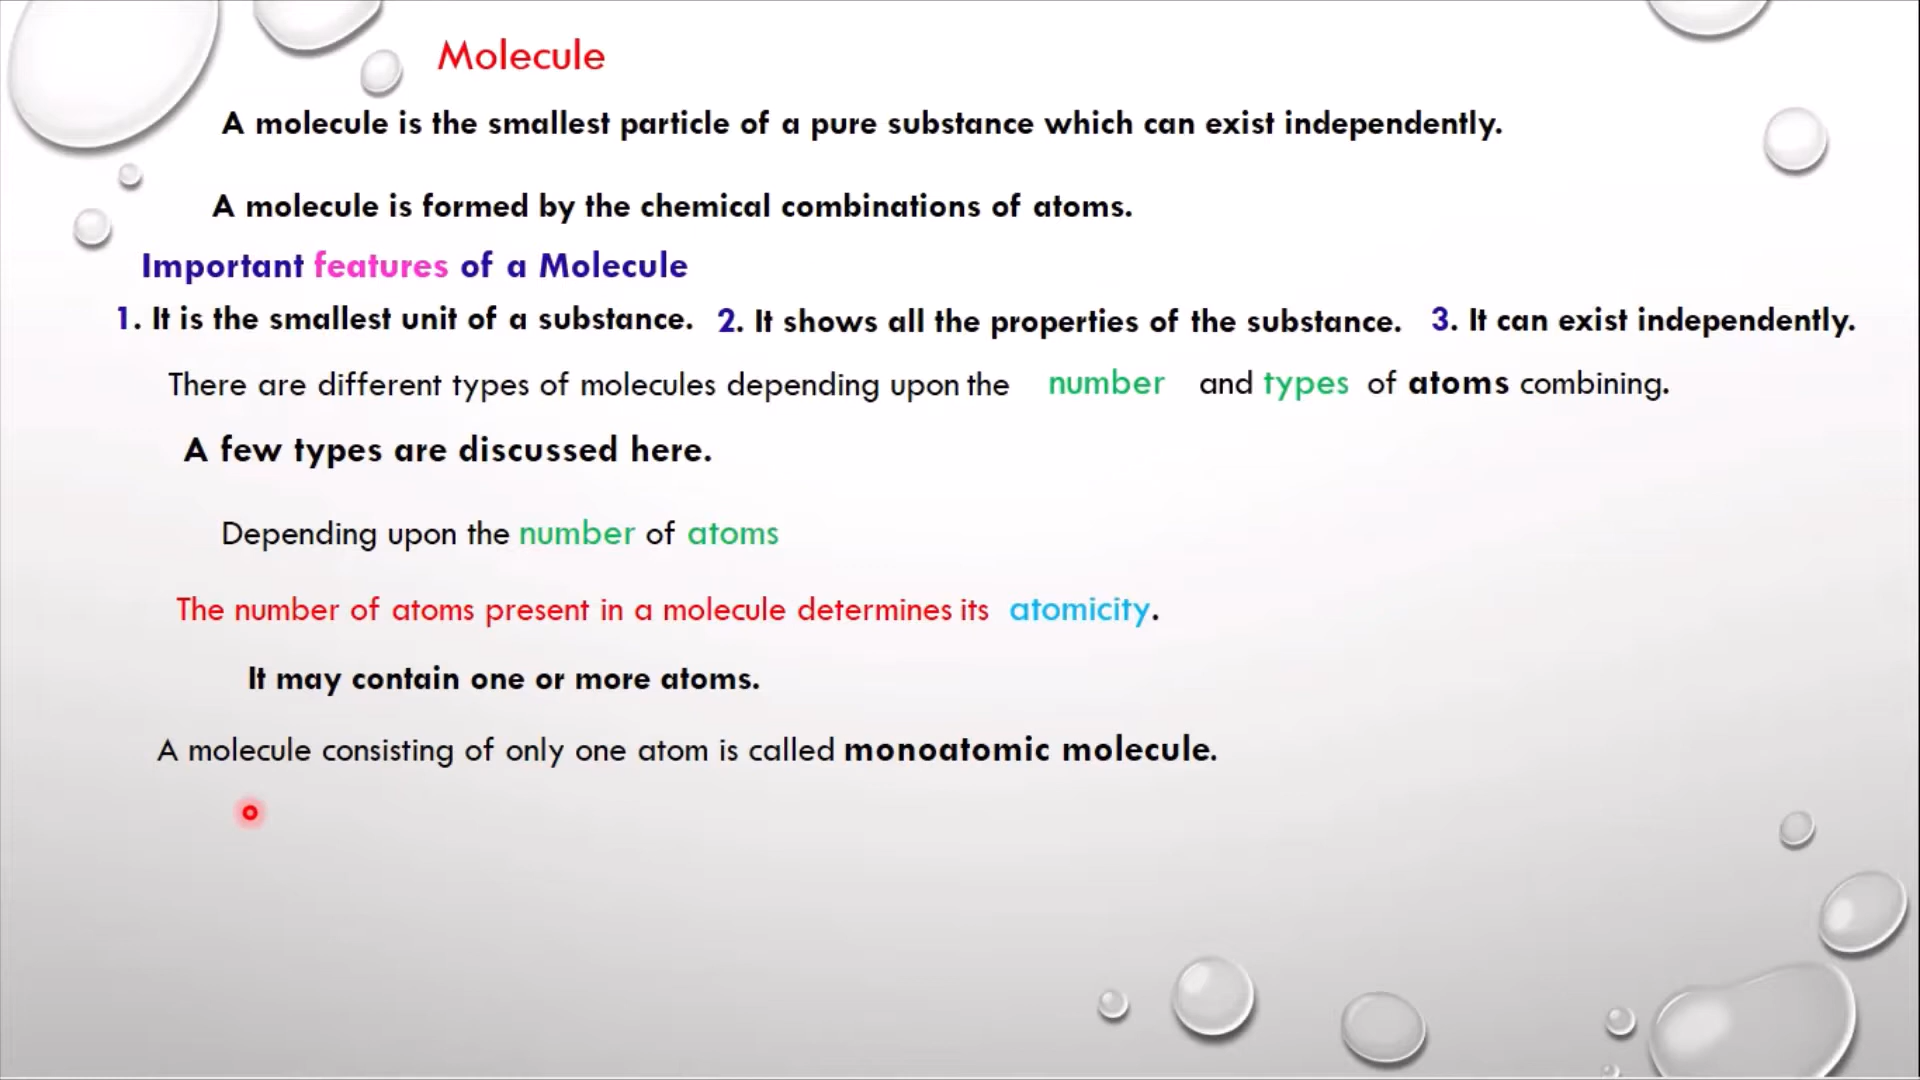 Molecule
A molecule is the smallest particle of a pure substance which can exist independently.
A molecule is formed by the chemical combinations of atoms.
Important features of a Molecule
1. It is the smallest unit of a substance. 2. It shows all the properties of the substance. 3. It can exist independently.
There are different types of molecules depending upon the number and types of atoms combining.
A few types are discussed here.
Depending upon the number of atoms
The number of atoms present in a molecule determines its atomicity.
It may contain one or more atoms.
A molecule consisting of only one atom is called monoatomic molecule.